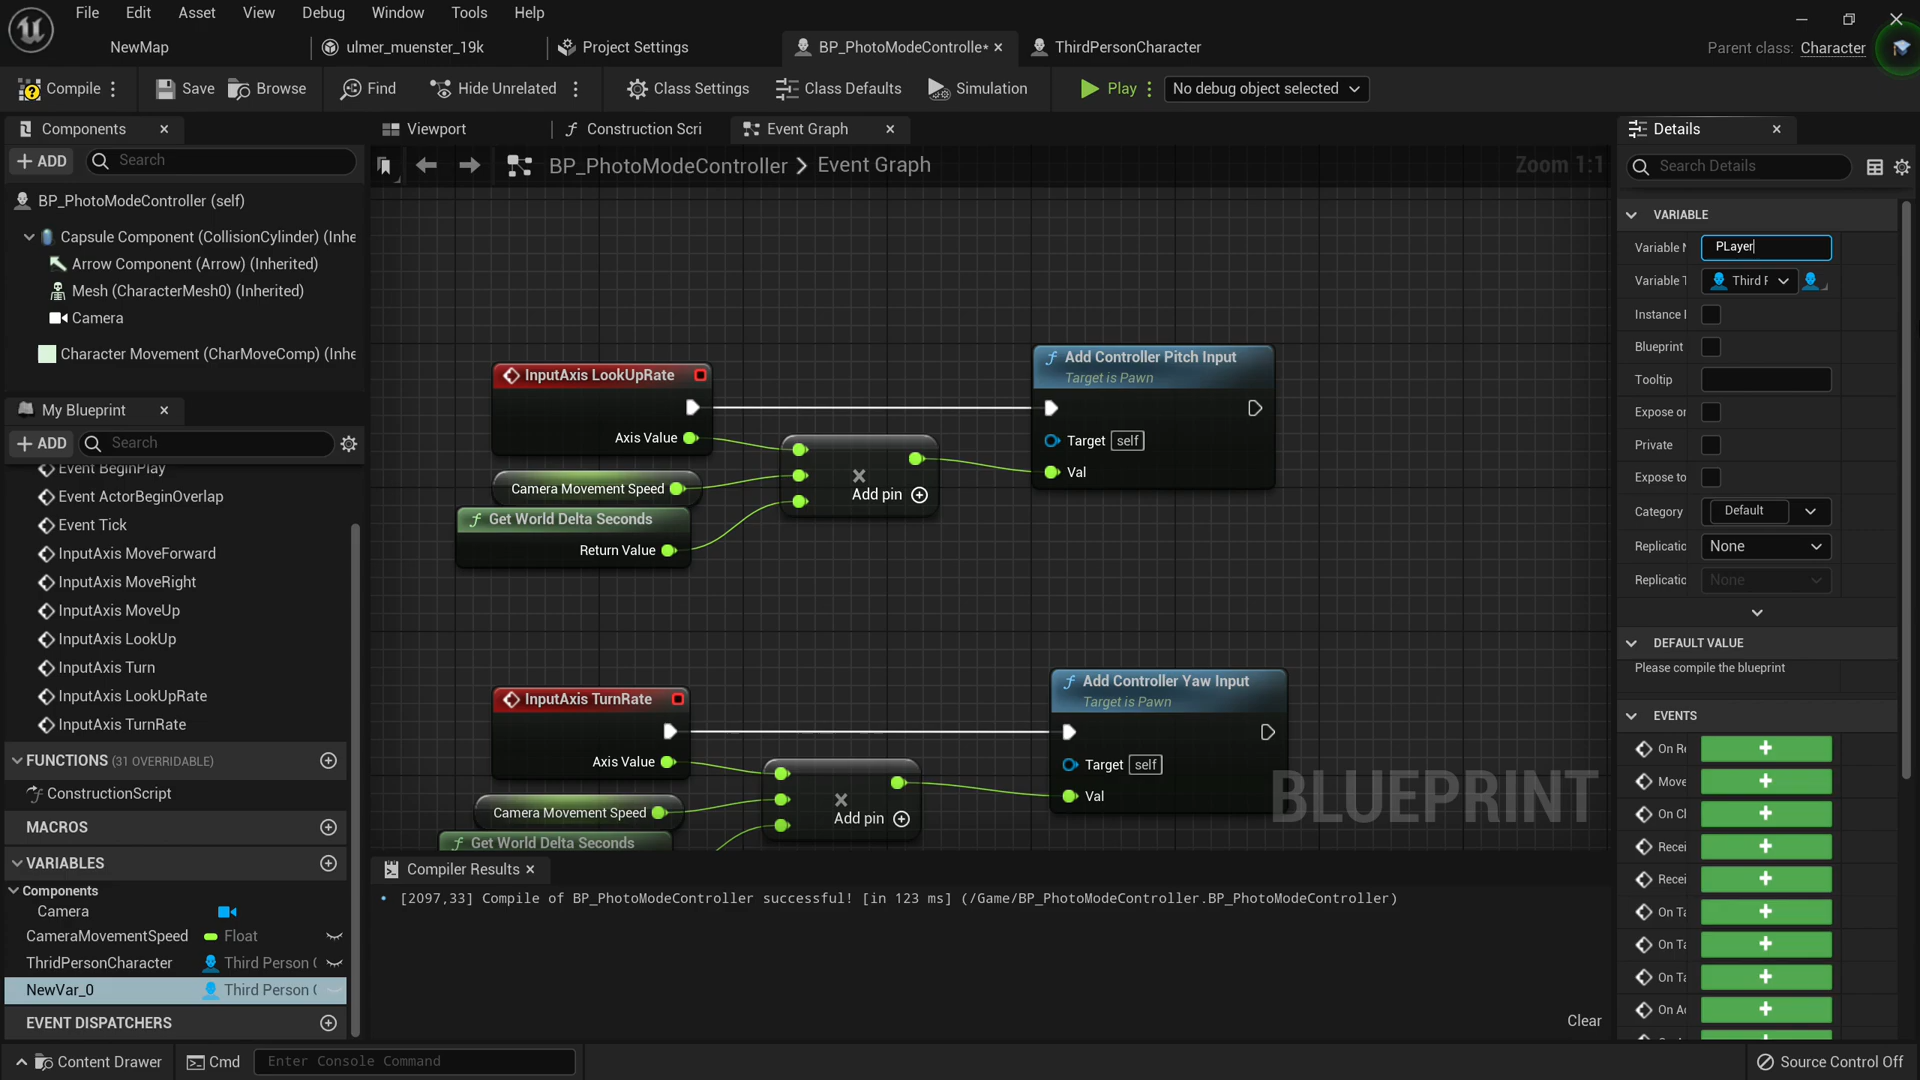 File Edit Asset View Debug Window Tools Help
NewMap ulmer_muenster_19k Project Settings BP_PhotoModeControlle* ThirdPersonCharacter Parent class: Character
Compile Save Browse Find Hide Unrelated Class Settings Class Defaults Simulation Play No debug object selected
Components Viewport Construction Scri Event Graph Details
ADD Search BP_PhotoModeController > Event Graph Zoom 1:1 Search Details
BP_PhotoModeController (self)
Capsule Component (CollisionCylinder) (Inhe
Arrow Component (Arrow) (Inherited)
Mesh (CharacterMesh0) (Inherited)
Camera
Character Movement (CharMoveComp) (Inhe
My Blueprint
ADD Search
Event BeginPlay
Event ActorBeginOverlap
Event Tick
InputAxis MoveForward
InputAxis MoveRight
InputAxis MoveUp
InputAxis LookUp
InputAxis Turn
InputAxis LookUpRate
InputAxis TurnRate
FUNCTIONS (31 OVERRIDABLE)
ConstructionScript
MACROS
VARIABLES
Components
Camera
CameraMovementSpeed Float
ThridPersonCharacter Third Person C
NewVar_0 Third Person C
EVENT DISPATCHERS
InputAxis LookUpRate
Axis Value
Camera Movement Speed
Get World Delta Seconds
Return Value
Add pin
Add Controller Pitch Input
Target is Pawn
Target self
Val
InputAxis TurnRate
Axis Value
Camera Movement Speed
Get World Delta Seconds
Add pin
Add Controller Yaw Input
Target is Pawn
Target self
Val
BLUEPRINT
Compiler Results
[2097,33] Compile of BP_PhotoModeController successful! [in 123 ms] (/Game/BP_PhotoModeController.BP_PhotoModeController)
Clear
VARIABLE
Variable N PLayer
Variable T Third F
Instance
Blueprint
Tooltip
Expose or
Private
Expose to
Category Default
Replicatic None
Replicatic None
DEFAULT VALUE
Please compile the blueprint
EVENTS
On Re
Move
On Cl
Recei
Recei
On Ta
On Ta
On Ta
On Ac
Content Drawer Cmd Enter Console Command Source Control Off